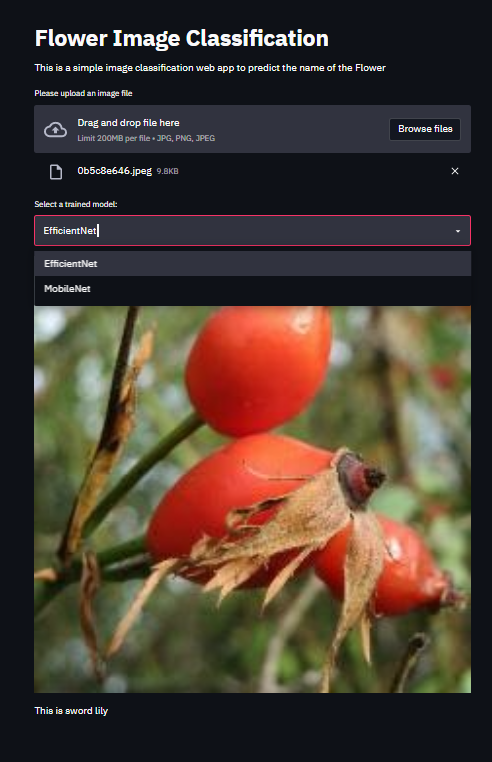 Flower Image Classification
This is a simple image classification web app to predict the name of the Flower
Please upload an image file
Drag and drop file here
Limit 200MB per file • JPG, PNG, JPEG
Browse files
0b5c8e646.jpeg 9.8KB
Select a trained model:
EfficientNet
EfficientNet
MobileNet
This is sword lily